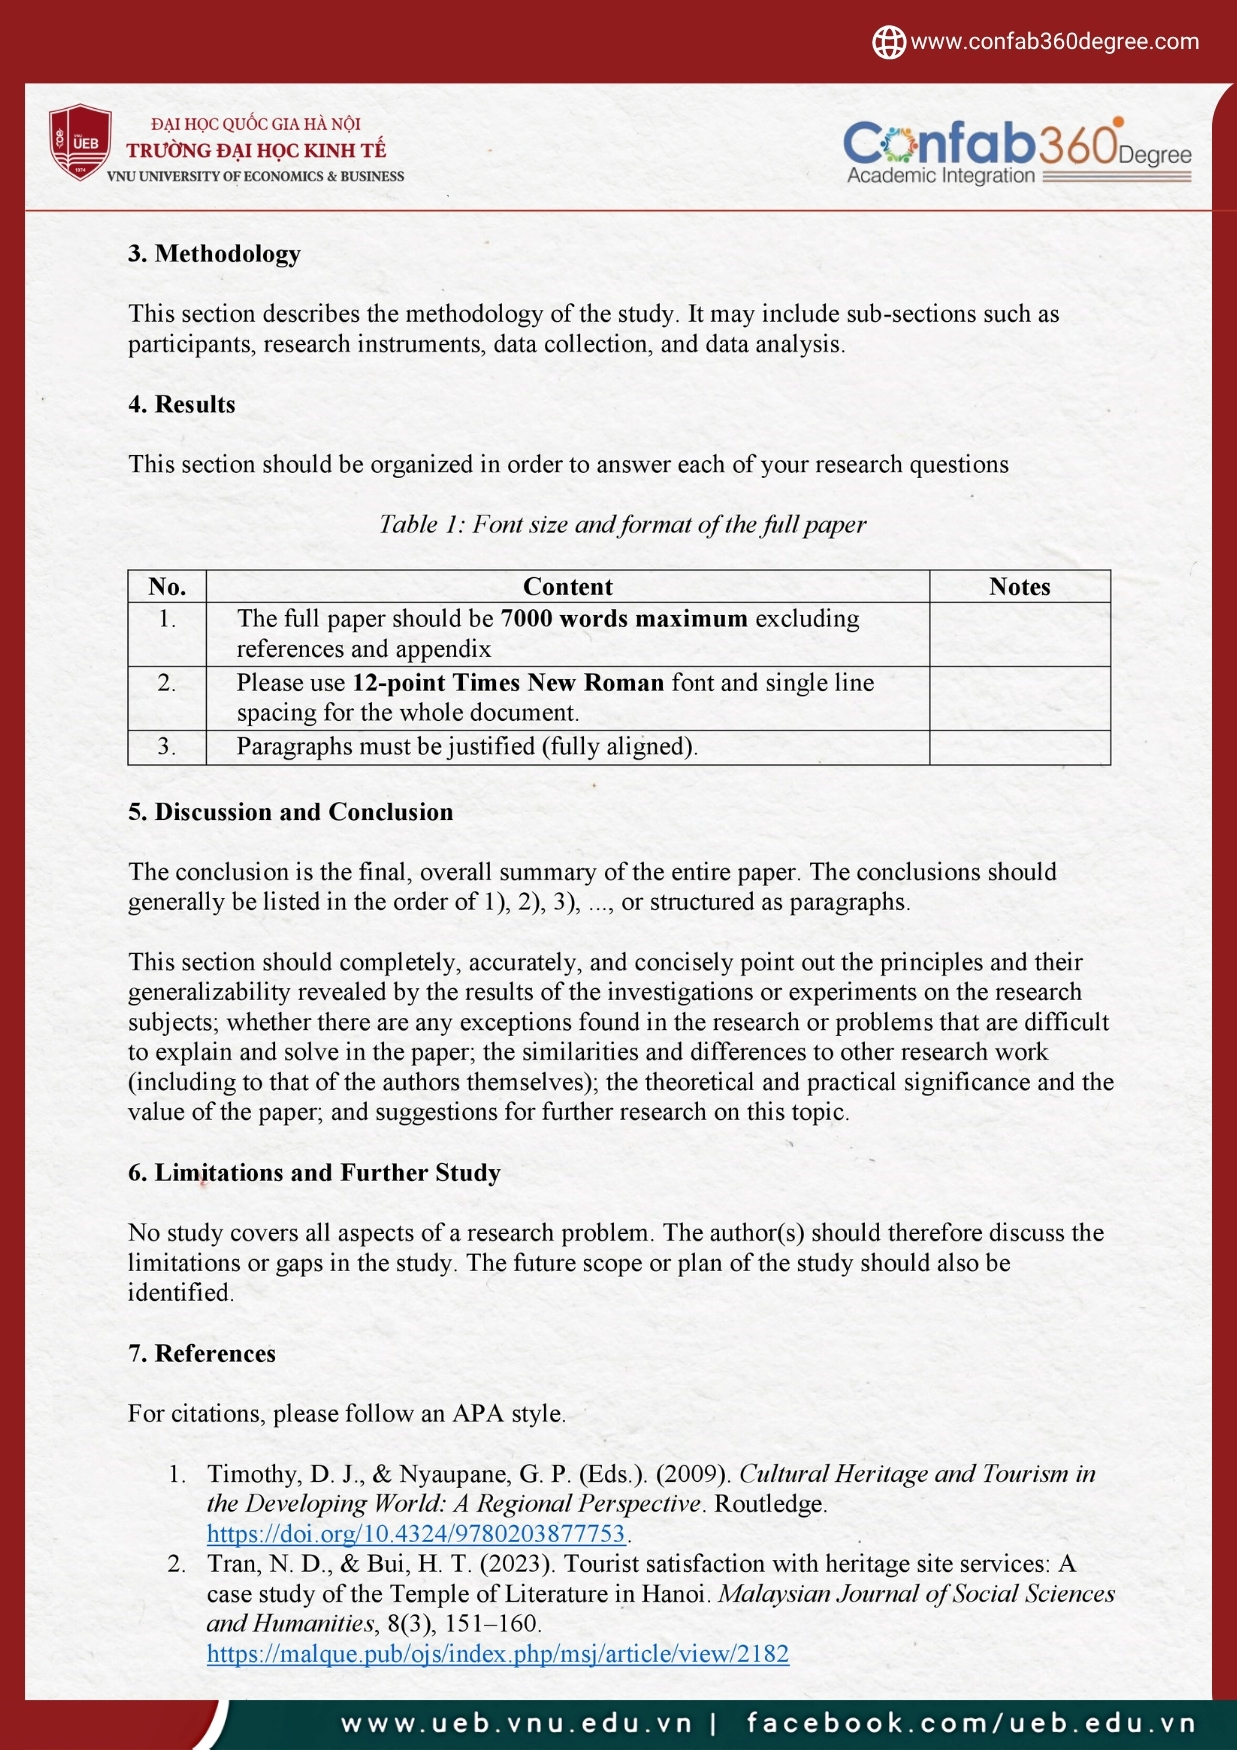 www.confab360degree.com
ĐẠI HỌC QUỐC GIA HÀ NỘI
TRƯỜNG ĐẠI HỌC KINH TẾ
VNU UNIVERSITY OF ECONOMICS & BUSINESS
VNU
UEB
1974
Confab360Degree
Academic Integration
3. Methodology
This section describes the methodology of the study. It may include sub-sections such as
participants, research instruments, data collection, and data analysis.
4. Results
This section should be organized in order to answer each of your research questions
Table 1: Font size and format of the full paper
No. Content Notes
1. The full paper should be 7000 words maximum excluding
references and appendix
2. Please use 12-point Times New Roman font and single line
spacing for the whole document.
3. Paragraphs must be justified (fully aligned).
5. Discussion and Conclusion
The conclusion is the final, overall summary of the entire paper. The conclusions should
generally be listed in the order of 1), 2), 3), ..., or structured as paragraphs.
This section should completely, accurately, and concisely point out the principles and their
generalizability revealed by the results of the investigations or experiments on the research
subjects; whether there are any exceptions found in the research or problems that are difficult
to explain and solve in the paper; the similarities and differences to other research work
(including to that of the authors themselves); the theoretical and practical significance and the
value of the paper; and suggestions for further research on this topic.
6. Limitations and Further Study
No study covers all aspects of a research problem. The author(s) should therefore discuss the
limitations or gaps in the study. The future scope or plan of the study should also be
identified.
7. References
For citations, please follow an APA style.
1. Timothy, D. J., & Nyaupane, G. P. (Eds.). (2009). Cultural Heritage and Tourism in
the Developing World: A Regional Perspective. Routledge.
https://doi.org/10.4324/9780203877753.
2. Tran, N. D., & Bui, H. T. (2023). Tourist satisfaction with heritage site services: A
case study of the Temple of Literature in Hanoi. Malaysian Journal of Social Sciences
and Humanities, 8(3), 151–160.
https://malque.pub/ojs/index.php/msj/article/view/2182
www.ueb.vnu.edu.vn | facebook.com/ueb.edu.vn